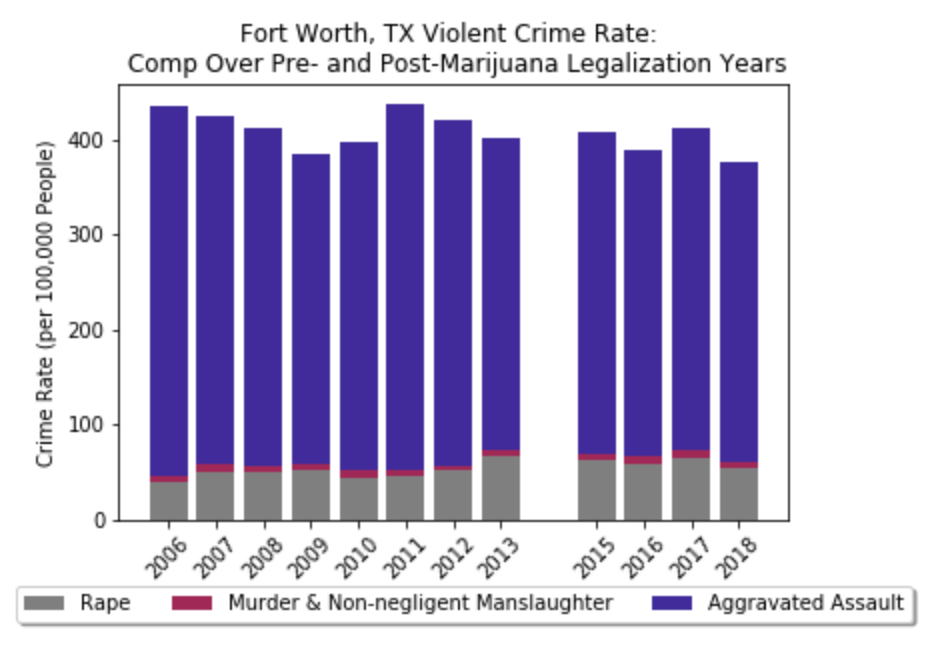 Fort Worth, TX Violent Crime Rate:
Comp Over Pre- and Post-Marijuana Legalization Years
Crime Rate (per 100,000 People)
400
300
200
100
0
2006 2007 2008 2009 2010 2011 2012 2013 2015 2016 2017 2018
Rape Murder & Non-negligent Manslaughter Aggravated Assault